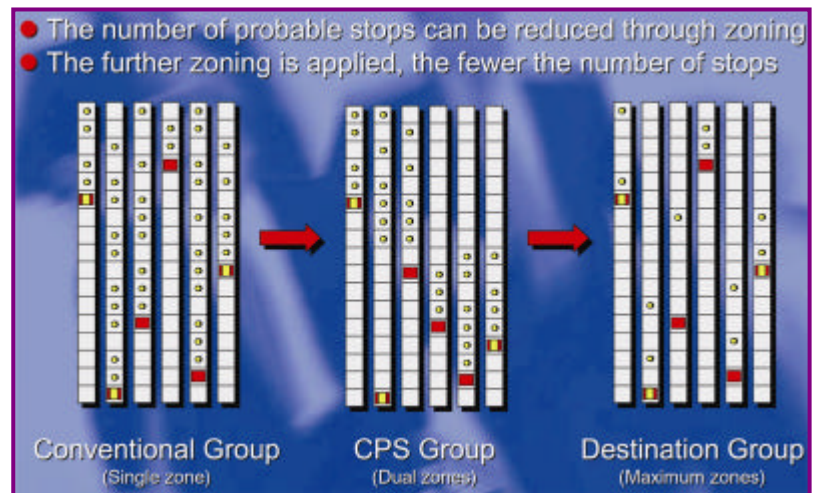 The number of probable stops can be reduced through zoning
The further zoning is applied, the fewer the number of stops
Conventional Group
(Single zone)
CPS Group
(Dual zones)
Destination Group
(Maximum zones)